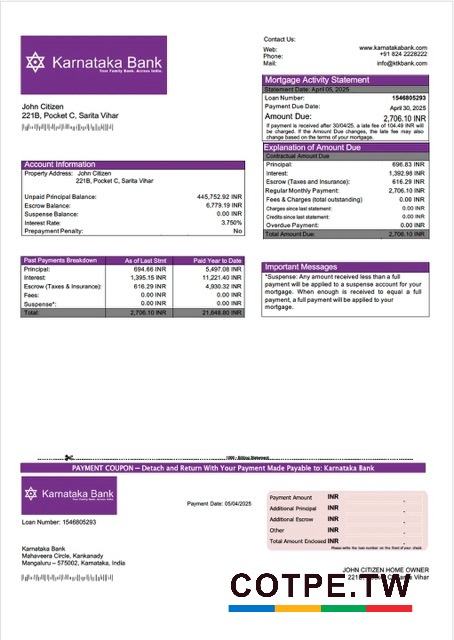 Karnataka Bank
Your Family Bank. Across India.
Contact Us:
Web: www.karnatakabank.com
Phone: +91 824 2228222
Mail: info@ktkbank.com
John Citizen
221B, Pocket C, Sarita Vihar
Mortgage Activity Statement
Statement Date: April 05, 2025
Loan Number: 1546805293
Payment Due Date: April 30, 2025
Amount Due: 2,706.10 INR
If payment is received after 30/04/25, a late fee of 104.49 INR will
be charged. If the Amount Due changes, the late fee may also
change based on the terms of your mortgage.
Explanation of Amount Due
Contractual Amount Due
Principal: 696.83 INR
Interest: 1,392.98 INR
Escrow (Taxes and Insurance): 616.29 INR
Regular Monthly Payment: 2,706.10 INR
Fees & Charges (total outstanding) 0.00 INR
Charges since last statement: 0.00 INR
Credits since last statement: 0.00 INR
Overdue Payment: 0.00 INR
Total Amount Due: 2,706.10 INR
Account Information
Property Address: John Citizen
221B, Pocket C, Sarita Vihar
Unpaid Principal Balance: 445,752.92 INR
Escrow Balance: 6,779.19 INR
Suspense Balance: 0.00 INR
Interest Rate: 3.750%
Prepayment Penalty: No
Past Payments Breakdown As of Last Stmt Paid Year to Date
Principal: 694.66 INR 5,497.08 INR
Interest: 1,395.15 INR 11,221.40 INR
Escrow (Taxes & Insurance): 616.29 INR 4,930.32 INR
Fees: 0.00 INR 0.00 INR
Suspense*: 0.00 INR 0.00 INR
Total: 2,706.10 INR 21,648.80 INR
Important Messages
*Suspense: Any amount received less than a full
payment will be applied to a suspense account for your
mortgage. When enough is received to equal a full
payment, a full payment will be applied to your
mortgage.
1000 - Billing Statement
PAYMENT COUPON — Detach and Return With Your Payment Made Payable to: Karnataka Bank
Karnataka Bank
Your Family Bank. Across India.
Payment Date: 05/04/2025
Loan Number: 1546805293
Payment Amount INR
Additional Principal INR
Additional Escrow INR
Other INR
Total Amount Enclosed INR
Please write the loan number on the front of your check.
Karnataka Bank
Mahaveera Circle, Kankanady
Mangaluru – 575002, Karnataka, India
JOHN CITIZEN HOME OWNER
COTPE.TW